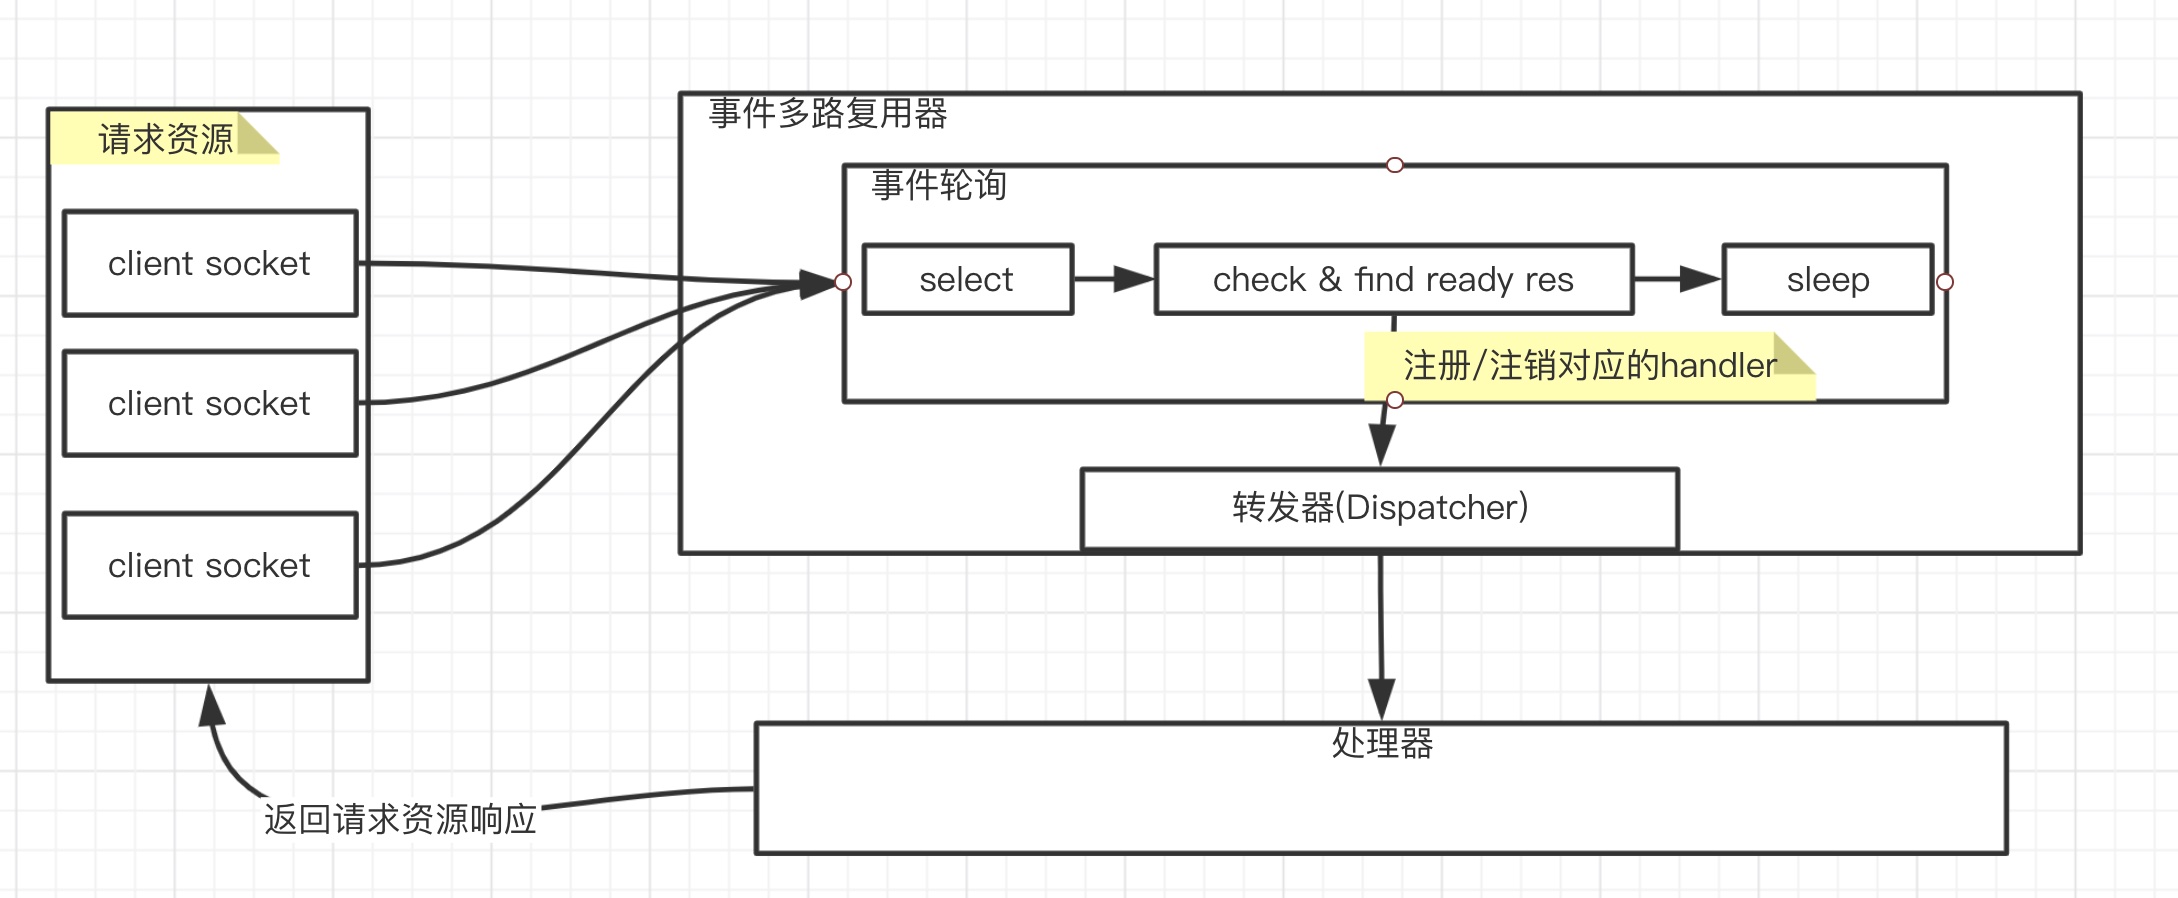 请求资源
client socket
client socket
client socket
事件多路复用器
事件轮询
select
check & find ready res
sleep
注册/注销对应的handler
转发器(Dispatcher)
处理器
返回请求资源响应